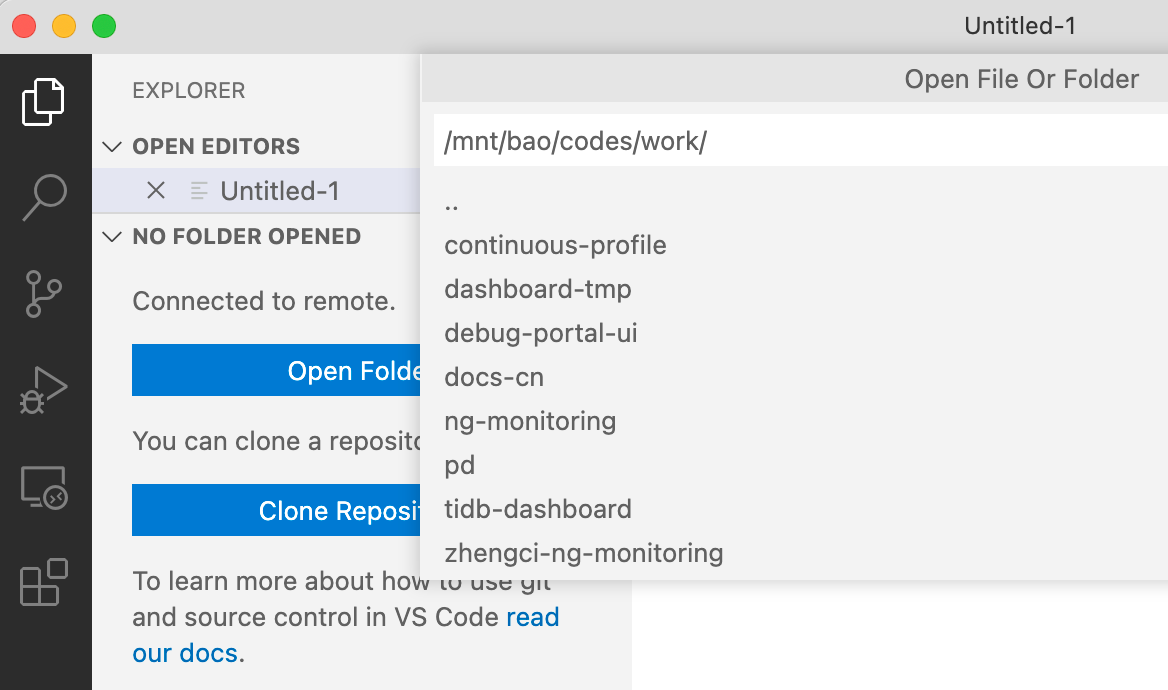 Untitled-1
EXPLORER
OPEN EDITORS
Untitled-1
NO FOLDER OPENED
Connected to remote.
Open Folde
You can clone a reposito
Clone Reposit
To learn more about how to use git
and source control in VS Code read
our docs.
Open File Or Folder
/mnt/bao/codes/work/
..
continuous-profile
dashboard-tmp
debug-portal-ui
docs-cn
ng-monitoring
pd
tidb-dashboard
zhengci-ng-monitoring